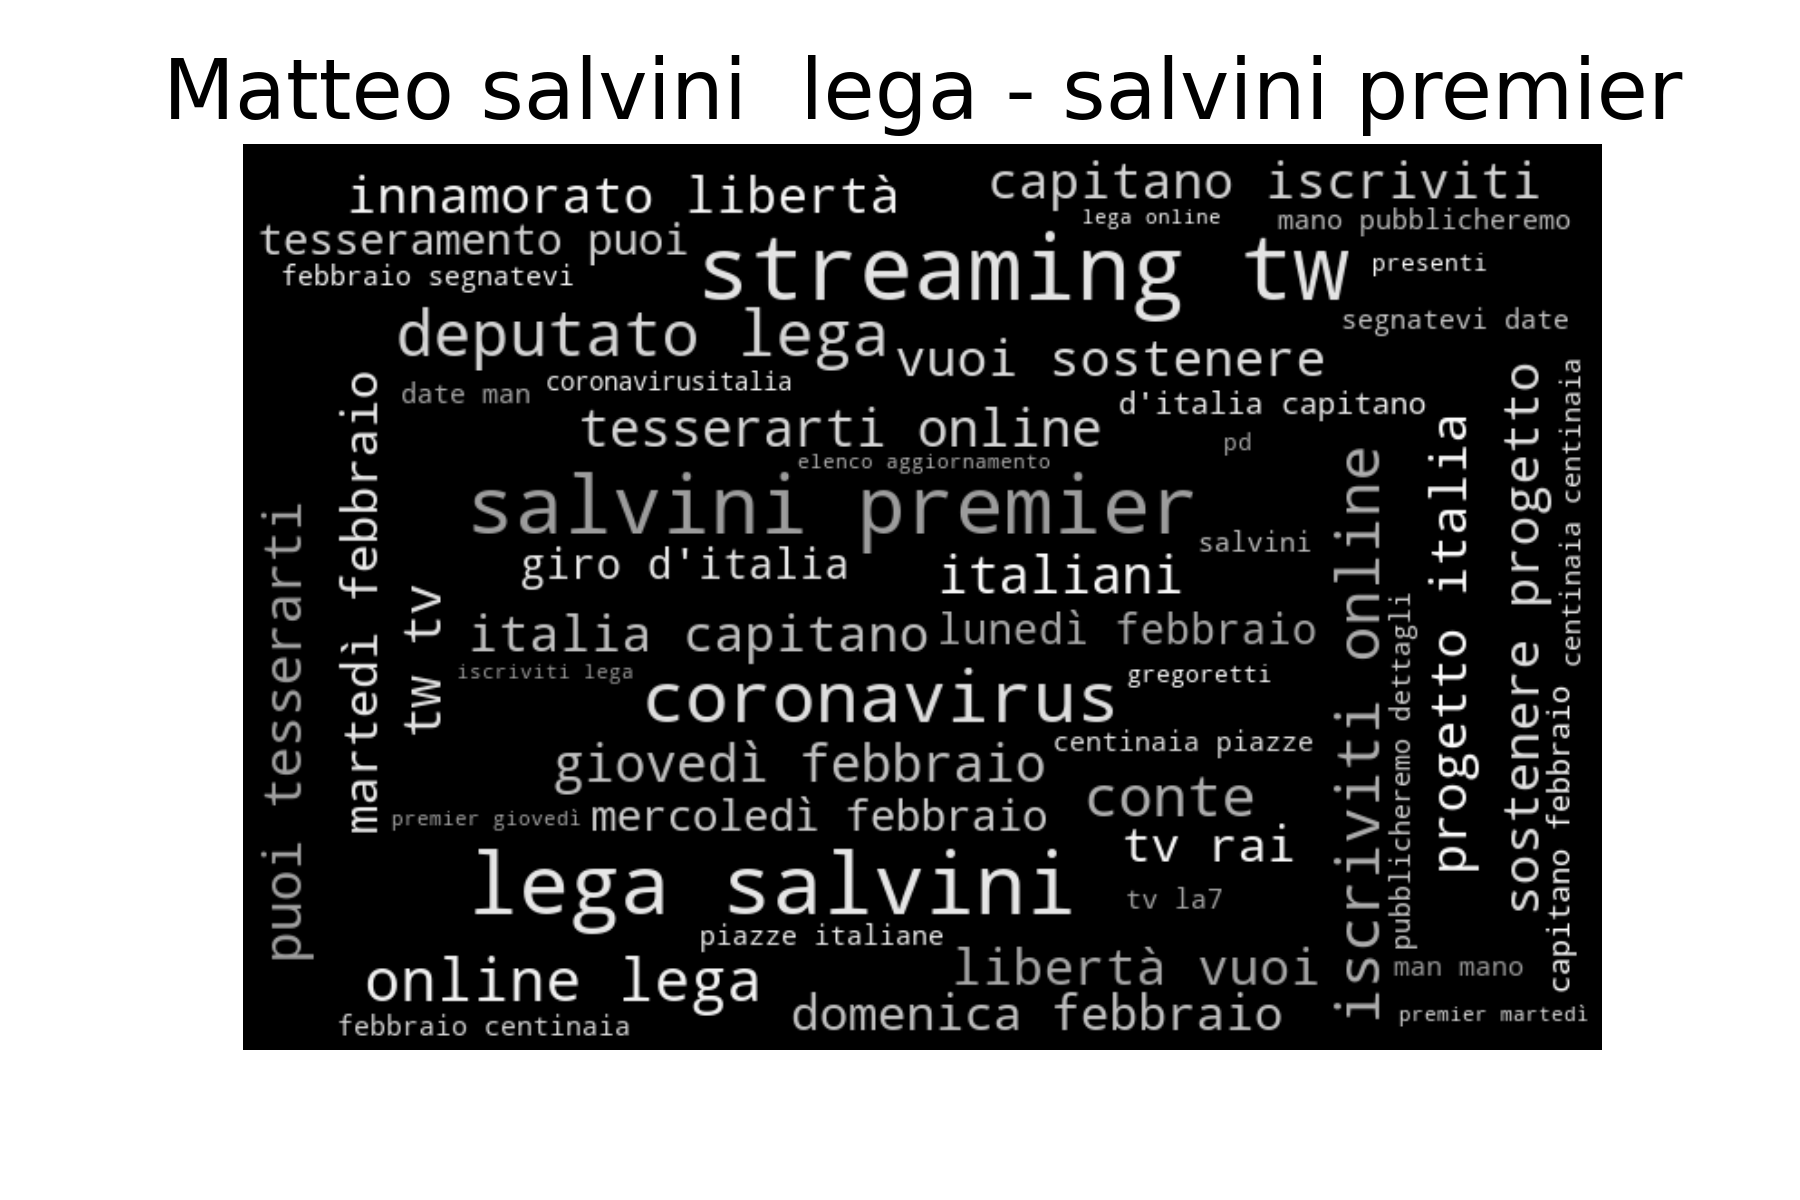 Matteo salvini  lega - salvini premier
innamorato libertà
capitano iscriviti
lega online
mano pubblicheremo
tesseramento puoi
streaming tw
febbraio segnatevi
presenti
deputato lega
segnatevi date
vuoi sostenere
date man
coronavirusitalia
d'italia capitano
tesserarti online
pd
elenco aggiornamento
salvini premier
salvini
giro d'italia
italiani
martedì febbraio
tw tv
puoi tesserarti
italia capitano
lunedì febbraio
iscriviti lega
coronavirus
gregoretti
centinaia piazze
giovedì febbraio
conte
premier giovedì
mercoledì febbraio
tv rai
lega salvini
tv la7
piazze italiane
online lega
libertà vuoi
man mano
febbraio centinaia
domenica febbraio
premier martedì
iscriviti online
pubblicheremo dettagli
progetto italia
sostenere progetto
capitano febbraio
centinaia centinaia